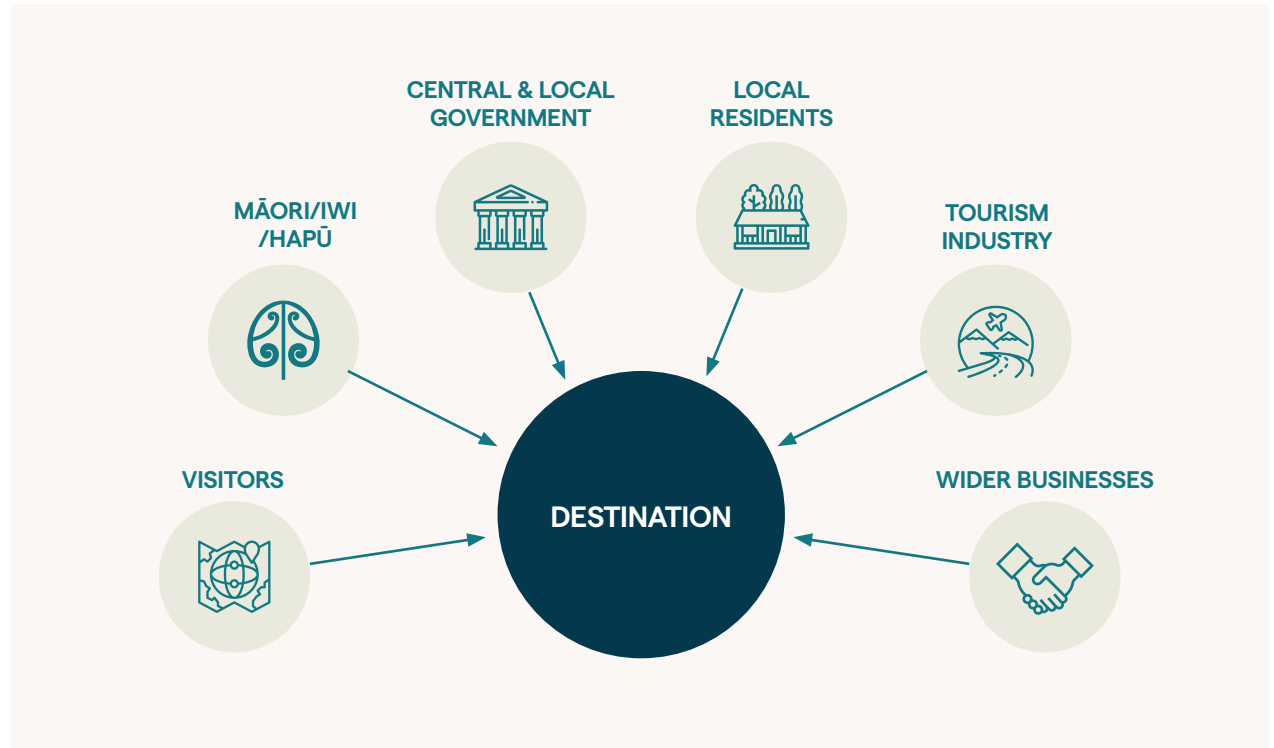 CENTRAL & LOCAL
GOVERNMENT
LOCAL
RESIDENTS
MĀORI/IWI
/HAPŪ
TOURISM
INDUSTRY
VISITORS
WIDER BUSINESSES
DESTINATION